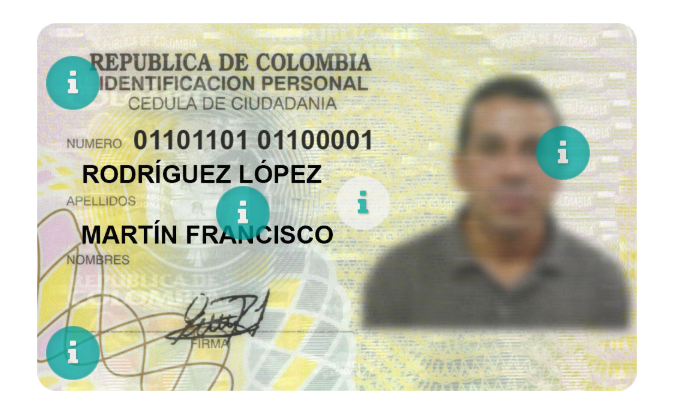 REPUBLICA DE COLOMBIA
IDENTIFICACION PERSONAL
CEDULA DE CIUDADANIA
NUMERO 01101101 01100001
RODRÍGUEZ LÓPEZ
APELLIDOS
MARTÍN FRANCISCO
NOMBRES
FIRMA